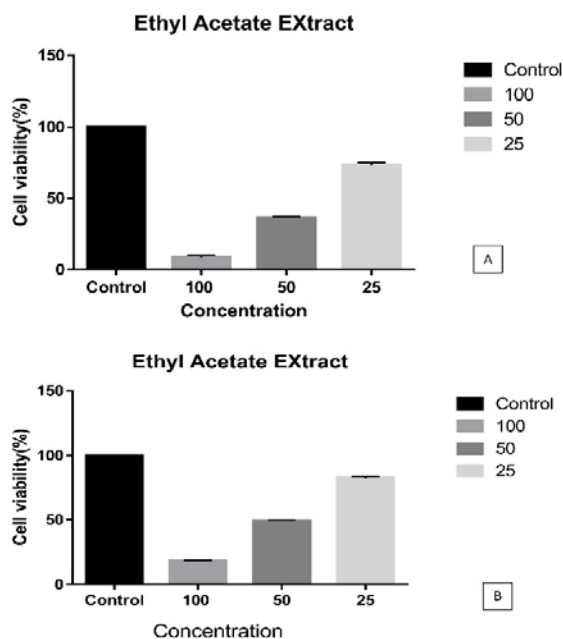 Ethyl Acetate EXtract
150
100
50
0
Cell viability(%)
Control
100
50
25
Concentration
Control
100
50
25
A
Ethyl Acetate EXtract
150
100
50
0
Cell viability(%)
Control
100
50
25
Concentration
Control
100
50
25
B